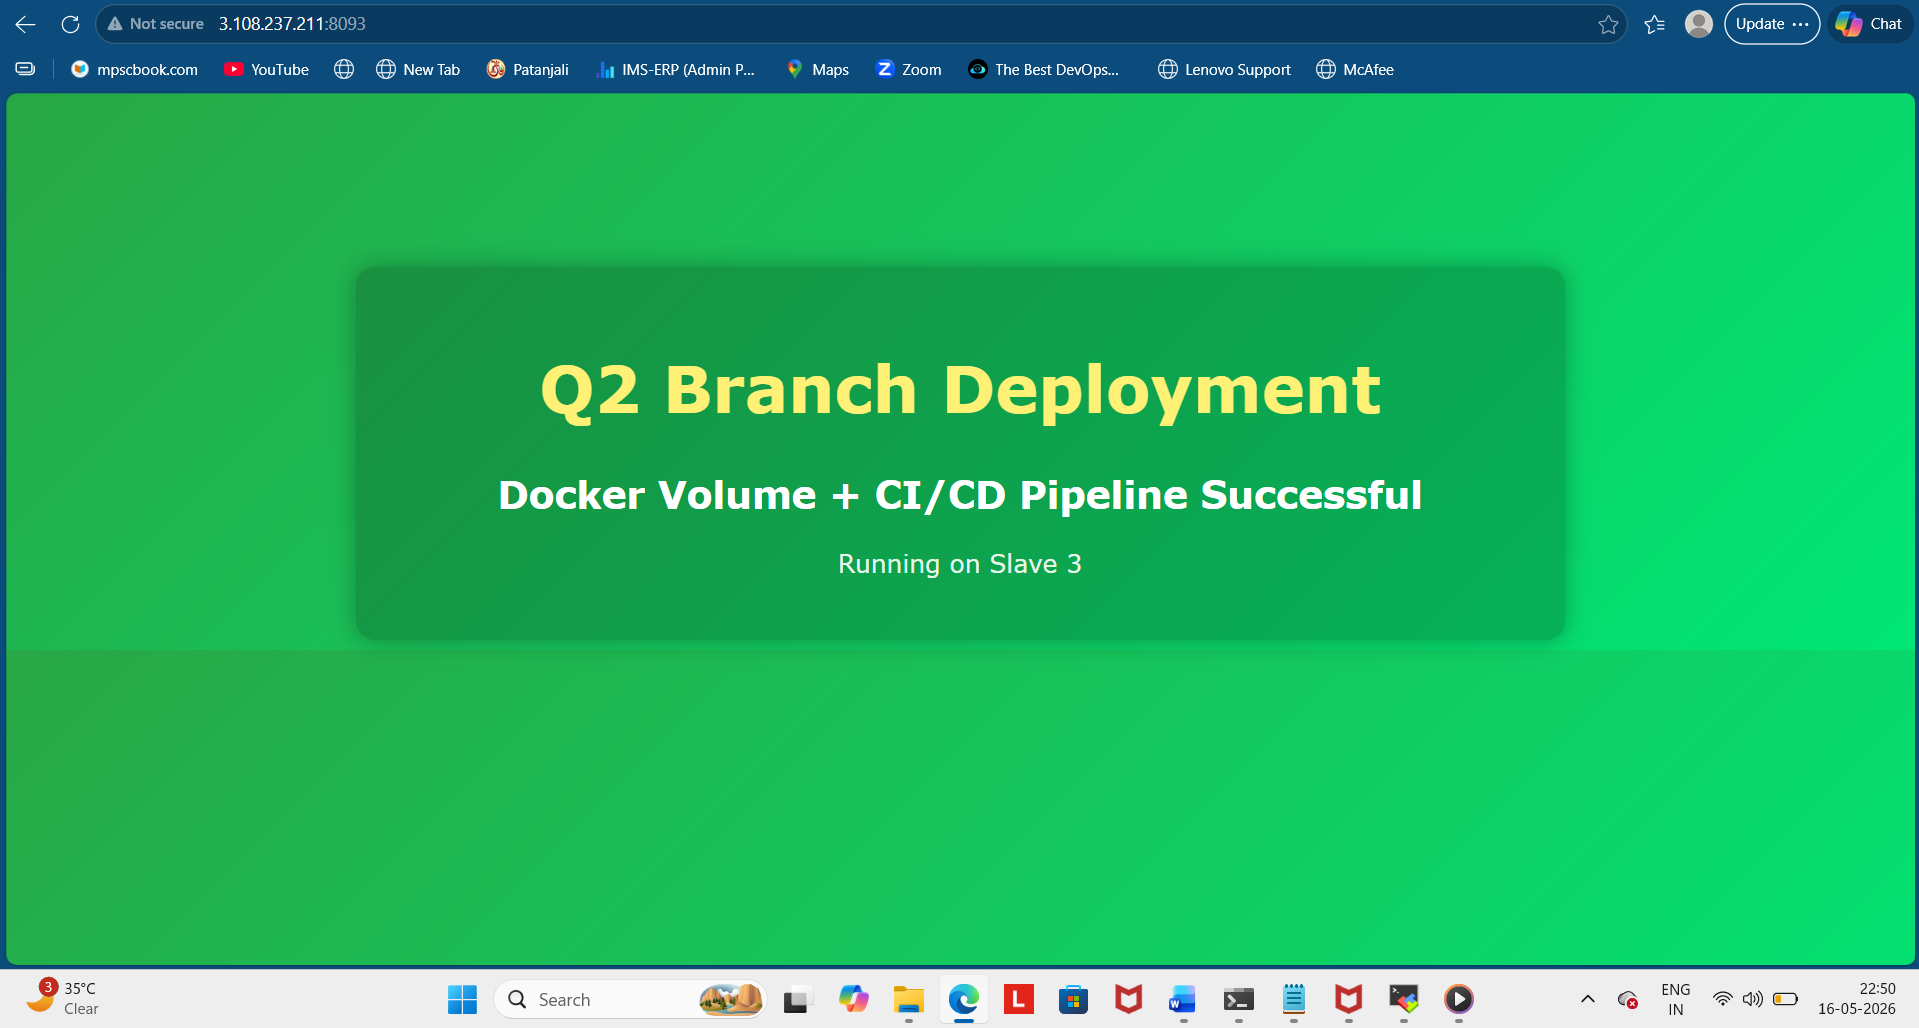 Not secure 3.108.237.211:8093 Update Chat
mpscbook.com YouTube New Tab Patanjali IMS-ERP (Admin P... Maps Zoom The Best DevOps... Lenovo Support McAfee
Q2 Branch Deployment
Docker Volume + CI/CD Pipeline Successful
Running on Slave 3
3 35°C
Clear
Search
L
W
ENG
IN
22:50
16-05-2026